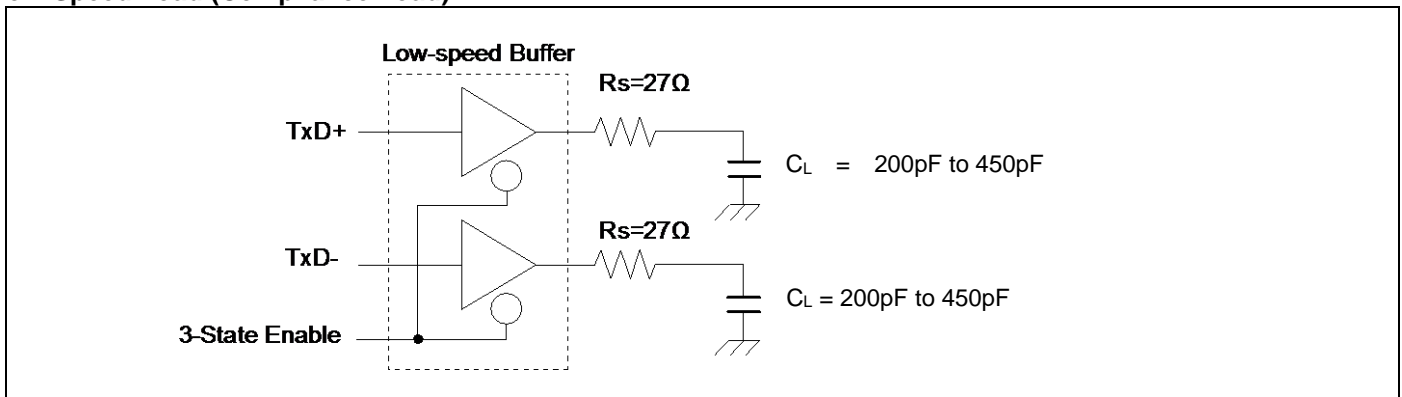 Low-speed Buffer
Rs=27Ω
TxD+
CL = 200pF to 450pF
Rs=27Ω
TxD-
CL = 200pF to 450pF
3-State Enable